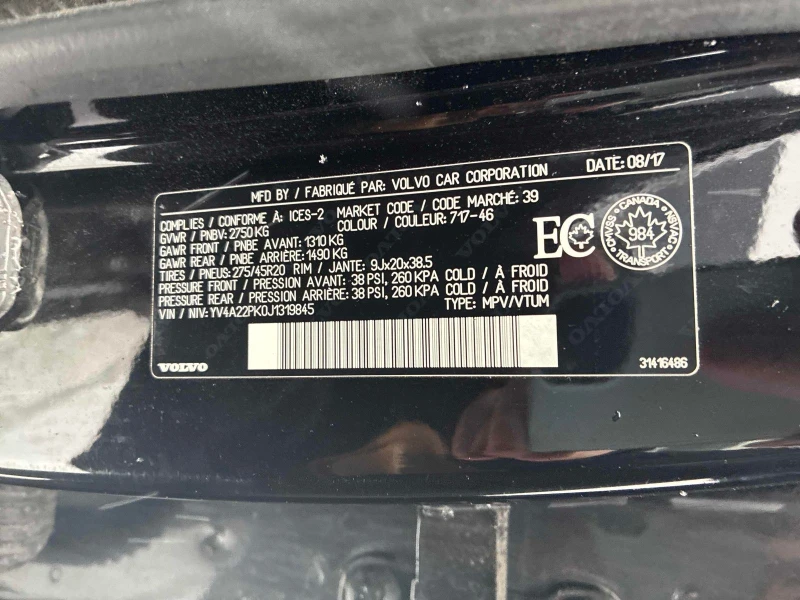 MFD BY / FABRIQUÉ PAR: VOLVO CAR CORPORATION DATE: 08/17
COMPLIES / CONFORME À: ICES-2 MARKET CODE / CODE MARCHÉ: 39
GVWR / PNBV: 2750 KG COLOUR / COULEUR: 717-46
GAWR FRONT / PNBE AVANT: 1310 KG
GAWR REAR / PNBE ARRIÈRE: 1490 KG
TIRES / PNEUS: 275/45R20 RIM / JANTE: 9Jx20x38.5
PRESSURE FRONT / PRESSION AVANT: 38 PSI, 260 KPA COLD / À FROID
PRESSURE REAR / PRESSION ARRIÈRE: 38 PSI, 260 KPA COLD / À FROID
VIN / NIV: YV4A22PK0J1319845 TYPE: MPV/VTUM
EC
CANADA
CMVSS 984 NSVAC
TRANSPORT
VOLVO 31416486